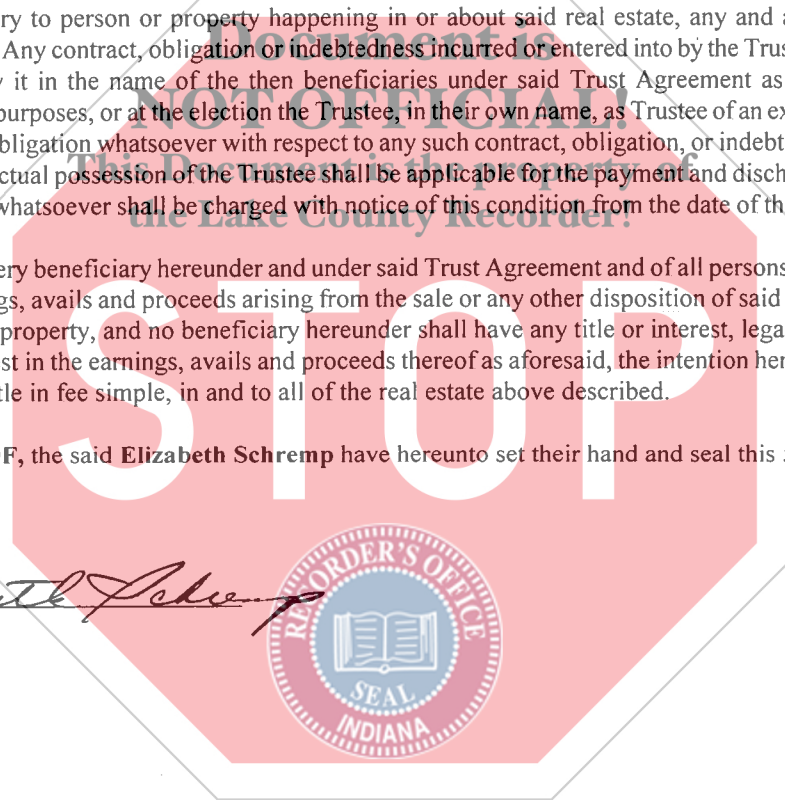 ry to person or property happening in or about said real estate, any and a
Document is
Any contract, obligation or indebtedness incurred or entered into by the Trus
y it in the name of the then beneficiaries under said Trust Agreement as
NOT OFFICIAL!
purposes, or at the election the Trustee, in their own name, as Trustee of an ex
bligation whatsoever with respect to any such contract, obligation, or indebt
This Document is the property of
ctual possession of the Trustee shall be applicable for the payment and disch
whatsoever shall be charged with notice of this condition from the date of th
the Lake County Recorder!
ery beneficiary hereunder and under said Trust Agreement and of all persons
gs, avails and proceeds arising from the sale or any other disposition of said
property, and no beneficiary hereunder shall have any title or interest, lega
st in the earnings, avails and proceeds thereof as aforesaid, the intention her
tle in fee simple, in and to all of the real estate above described.
STOP
F, the said Elizabeth Schremp have hereunto set their hand and seal this
th Schremp
RECORDER'S OFFICE
SEAL
INDIANA